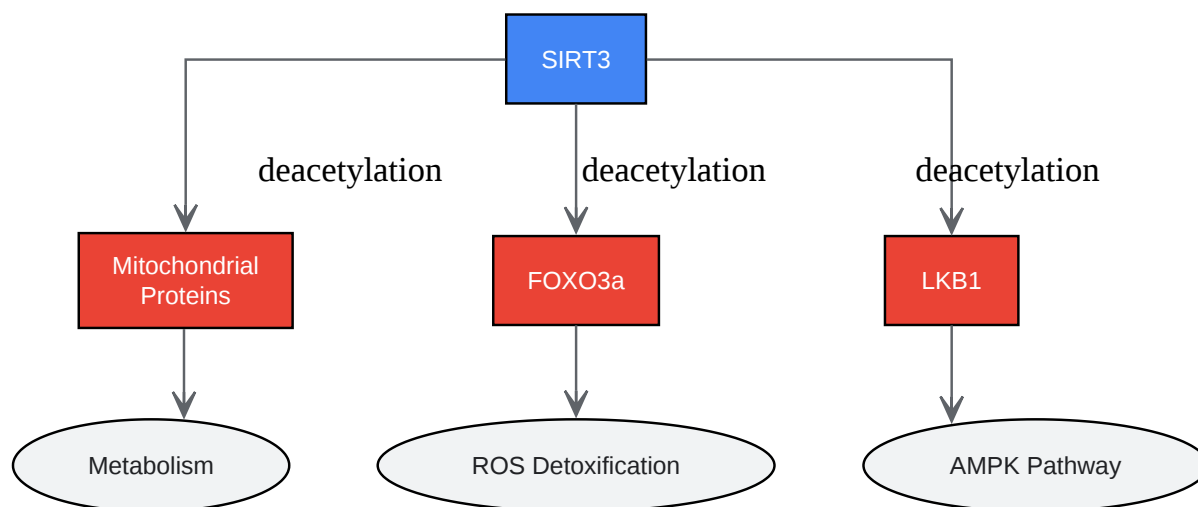 SIRT3
deacetylation
deacetylation
deacetylation
Mitochondrial
Proteins
FOXO3a
LKB1
Metabolism
ROS Detoxification
AMPK Pathway